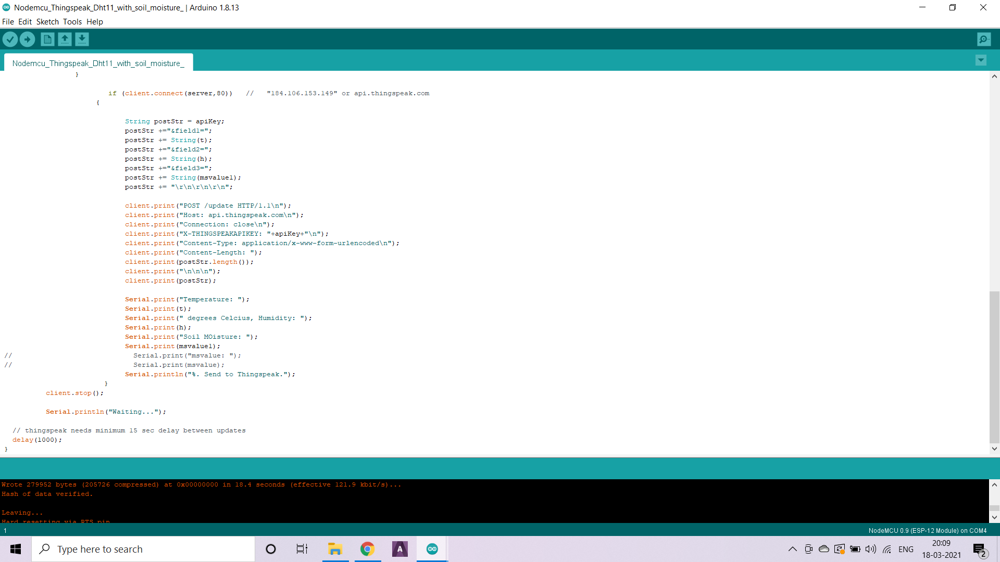 Nodemcu_Thingspeak_Dht11_with_soil_moisture_ | Arduino 1.8.13
File Edit Sketch Tools Help
Nodemcu_Thingspeak_Dht11_with_soil_moisture_
}
if (client.connect(server,80)) // "184.106.153.149" or api.thingspeak.com
{
String postStr = apiKey;
postStr +="&field1=";
postStr += String(t);
postStr +="&field2=";
postStr += String(h);
postStr +="&field3=";
postStr += String(msvalue1);
postStr += "\r\n\r\n\r\n";
client.print("POST /update HTTP/1.1\n");
client.print("Host: api.thingspeak.com\n");
client.print("Connection: close\n");
client.print("X-THINGSPEAKAPIKEY: "+apiKey+"\n");
client.print("Content-Type: application/x-www-form-urlencoded\n");
client.print("Content-Length: ");
client.print(postStr.length());
client.print("\n\n\n");
client.print(postStr);
Serial.print("Temperature: ");
Serial.print(t);
Serial.print(" degrees Celcius, Humidity: ");
Serial.print(h);
Serial.print("Soil MOisture: ");
Serial.print(msvalue1);
// Serial.print("msvalue: ");
// Serial.print(msvalue);
Serial.println("%. Send to Thingspeak.");
}
client.stop();
Serial.println("Waiting...");
// thingspeak needs minimum 15 sec delay between updates
delay(1000);
}
Wrote 279952 bytes (205726 compressed) at 0x00000000 in 18.4 seconds (effective 121.9 kbit/s)...
Hash of data verified.
Leaving...
Hard resetting via RTS pin
1
NodeMCU 0.9 (ESP-12 Module) on COM4
Type here to search
A
ENG
20:09
18-03-2021
2